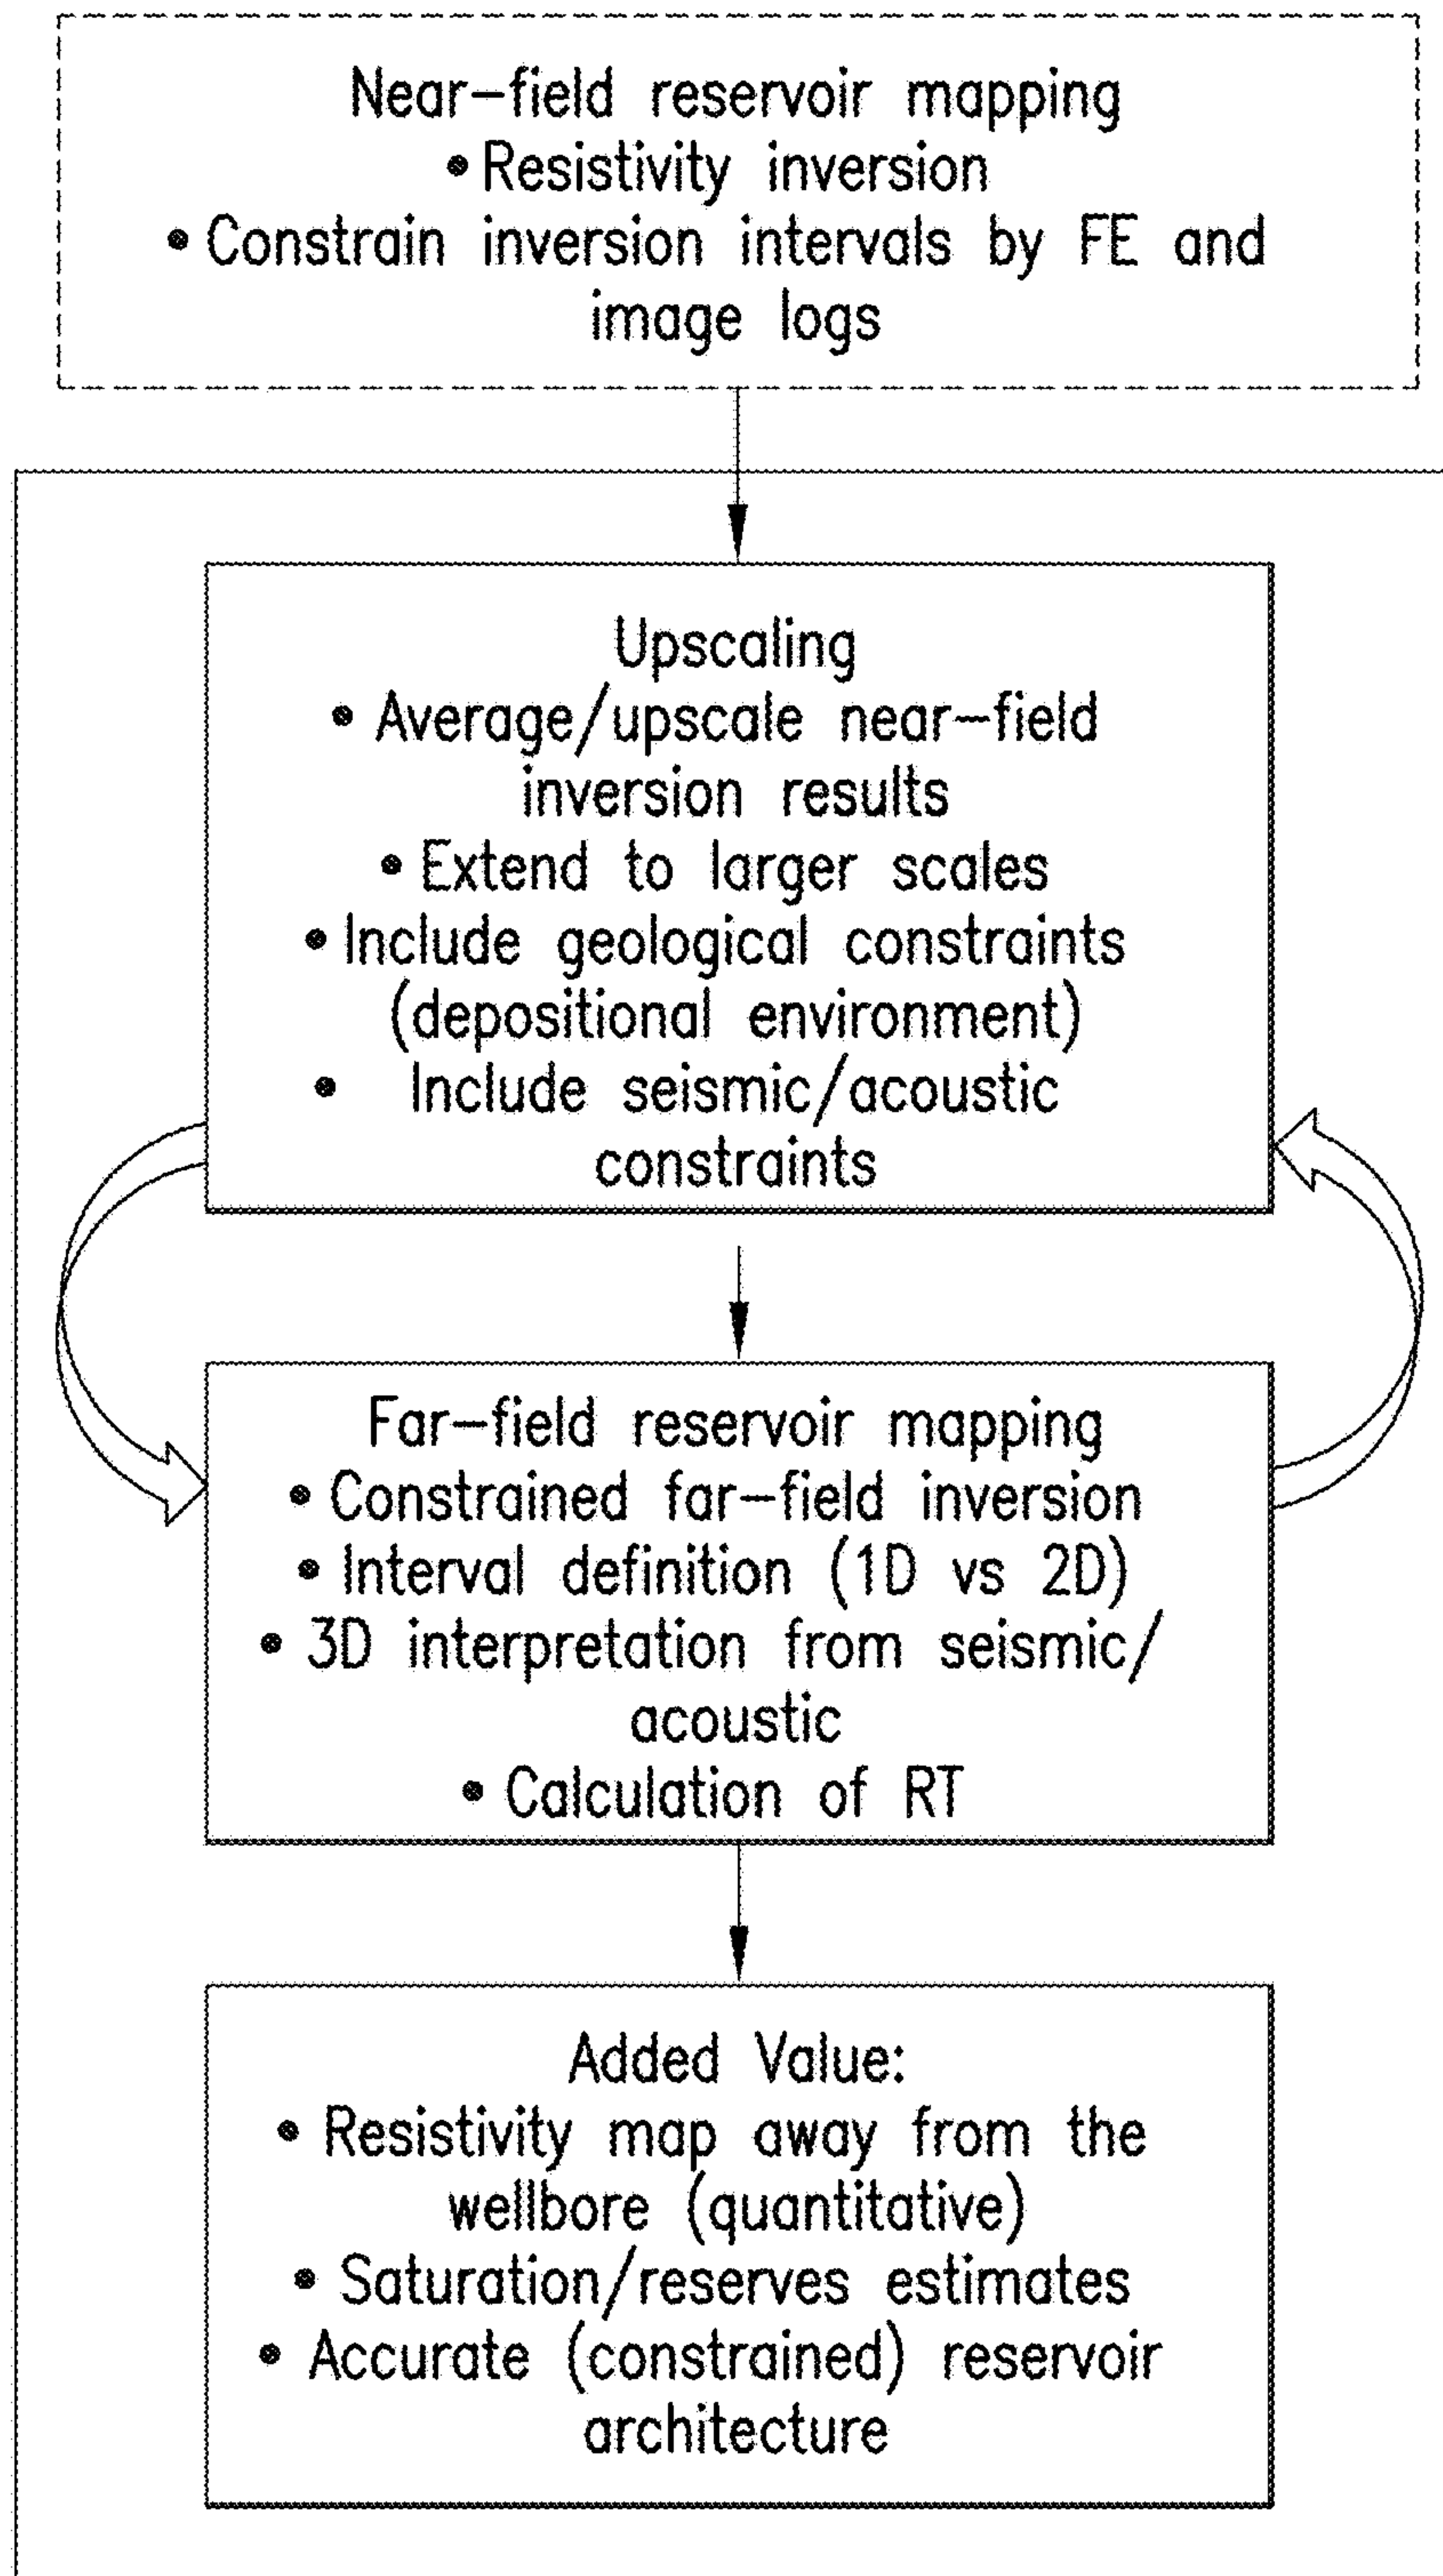 Near-field reservoir mapping
• Resistivity inversion
• Constrain inversion intervals by FE and
image logs
Upscaling
• Average/upscale near-field
inversion results
• Extend to larger scales
• Include geological constraints
(depositional environment)
• Include seismic/acoustic
constraints
Far-field reservoir mapping
• Constrained far-field inversion
• Interval definition (1D vs 2D)
• 3D interpretation from seismic/
acoustic
• Calculation of RT
Added Value:
• Resistivity map away from the
wellbore (quantitative)
• Saturation/reserves estimates
• Accurate (constrained) reservoir
architecture